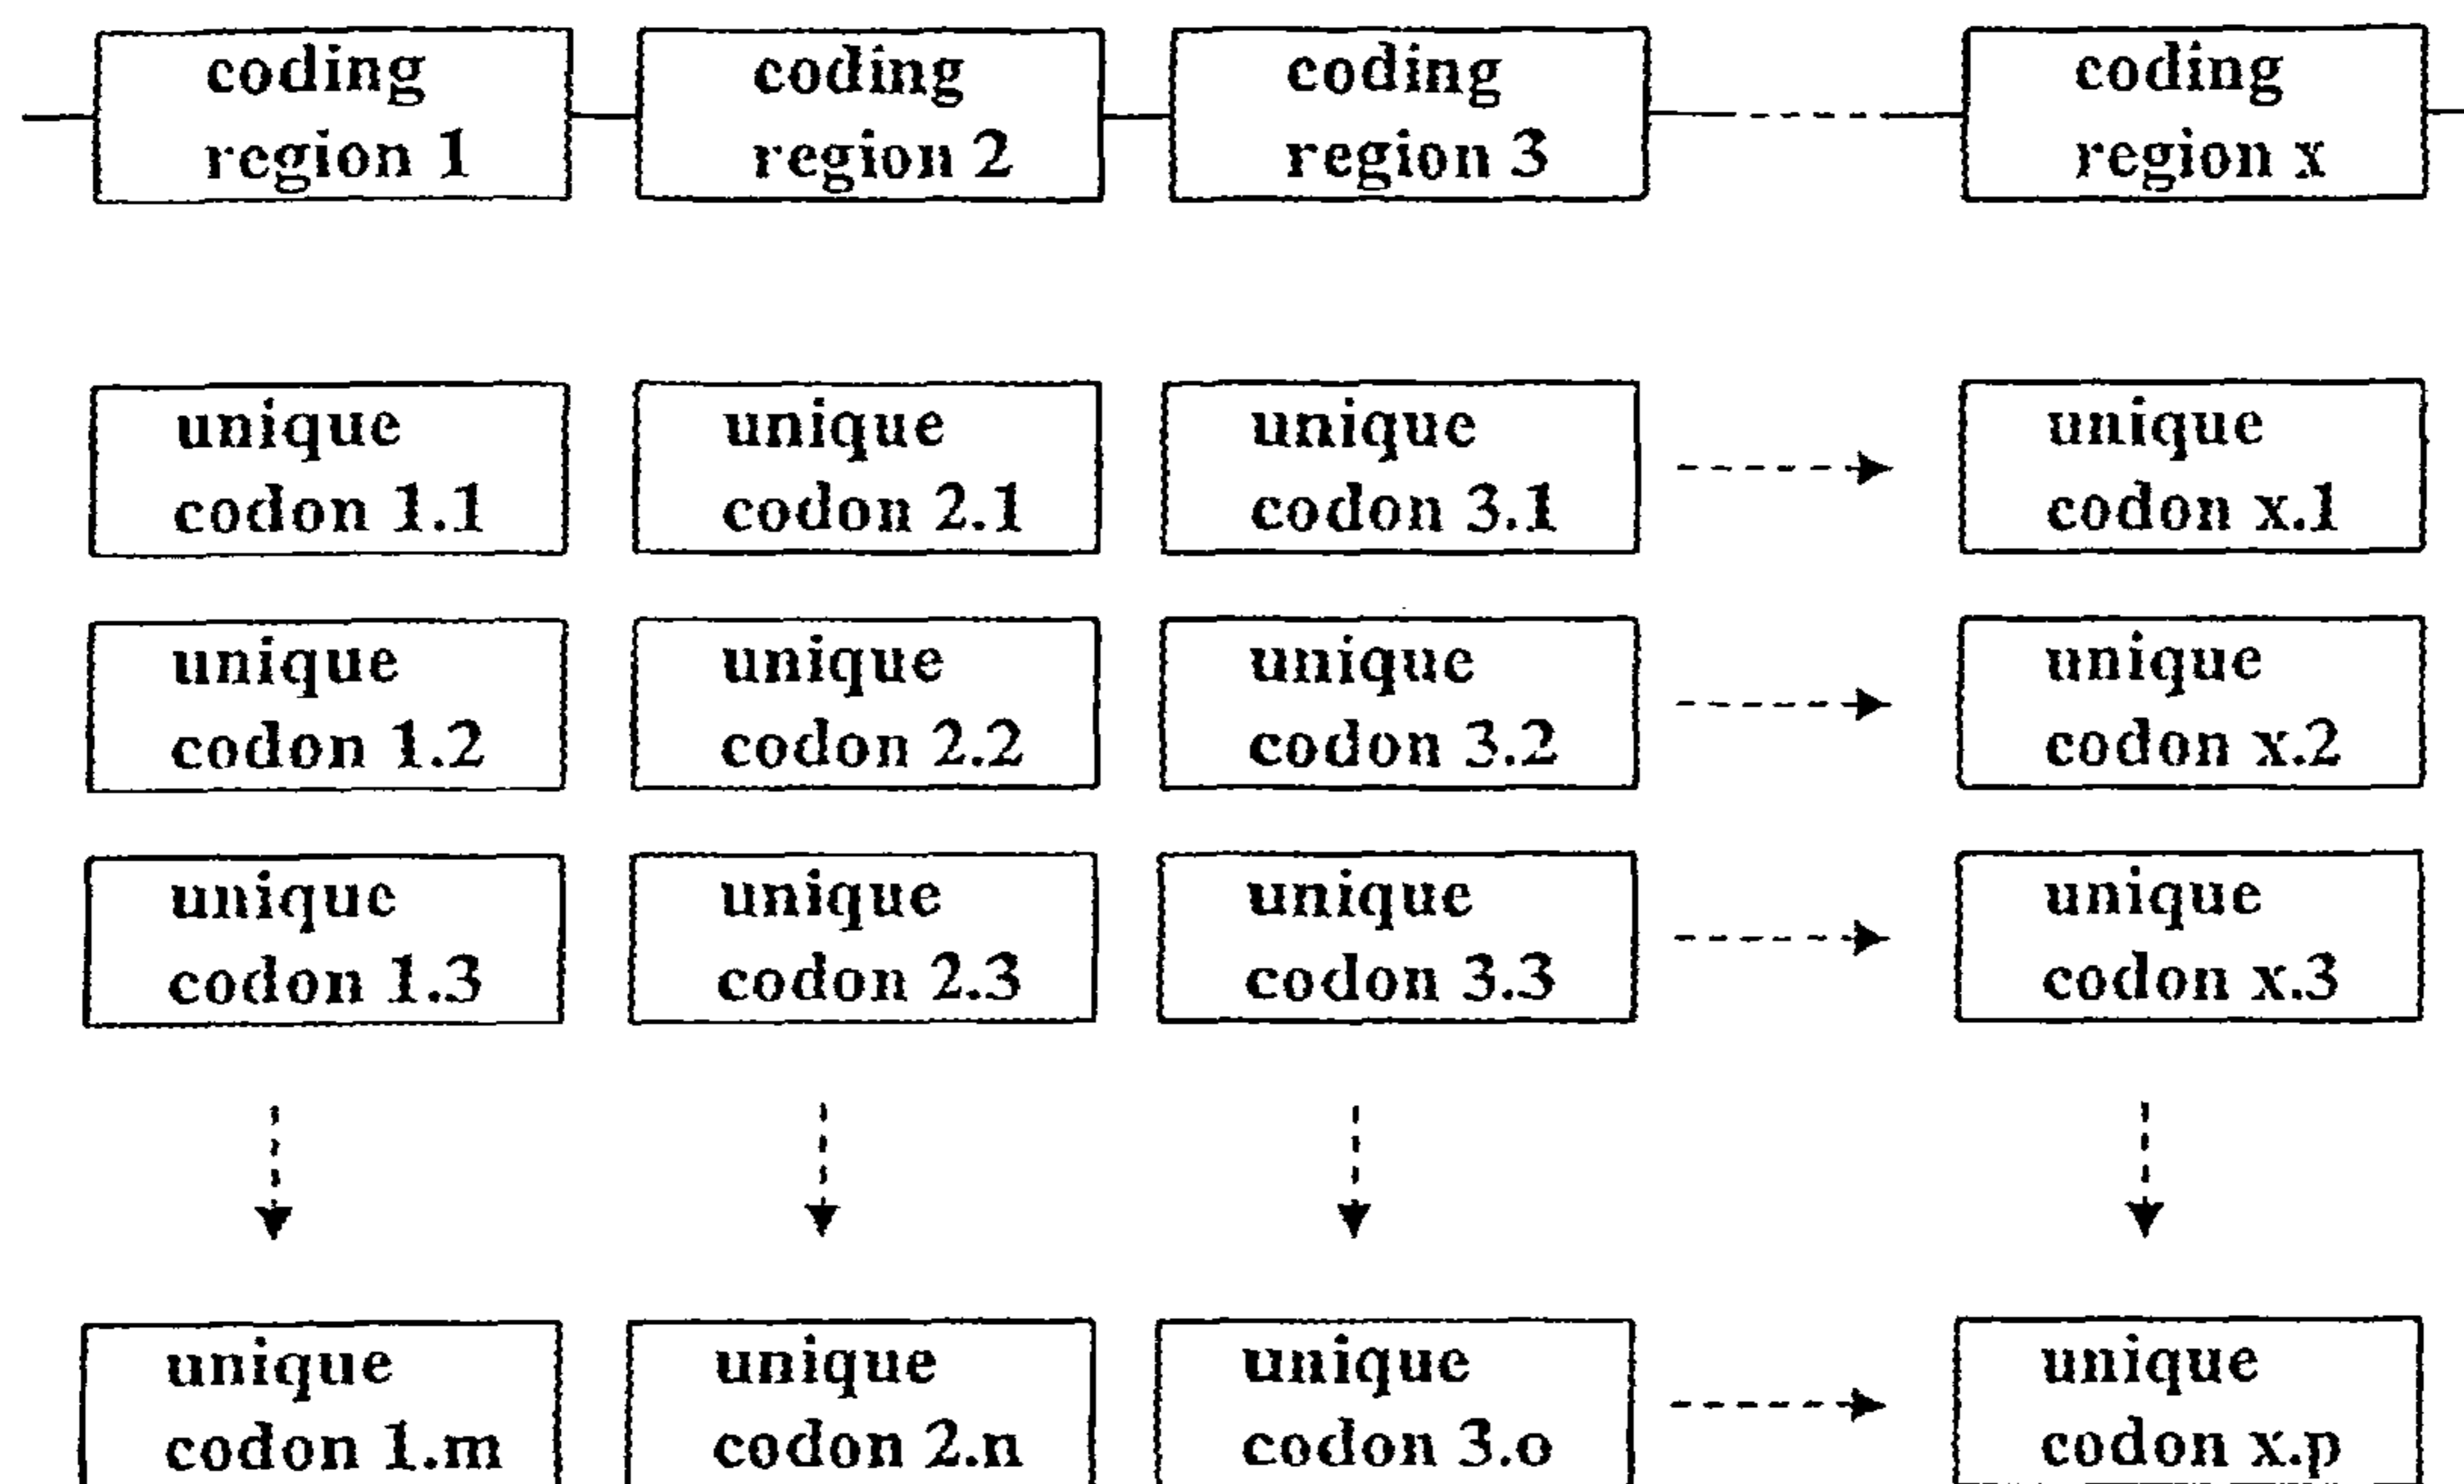 coding
region 1
coding
region 2
coding
region 3
coding
region x
unique
codon 1.1
unique
codon 2.1
unique
codon 3.1
unique
codon x.1
unique
codon 1.2
unique
codon 2.2
unique
codon 3.2
unique
codon x.2
unique
codon 1.3
unique
codon 2.3
unique
codon 3.3
unique
codon x.3
unique
codon 1.m
unique
codon 2.n
unique
codon 3.o
unique
codon x.p